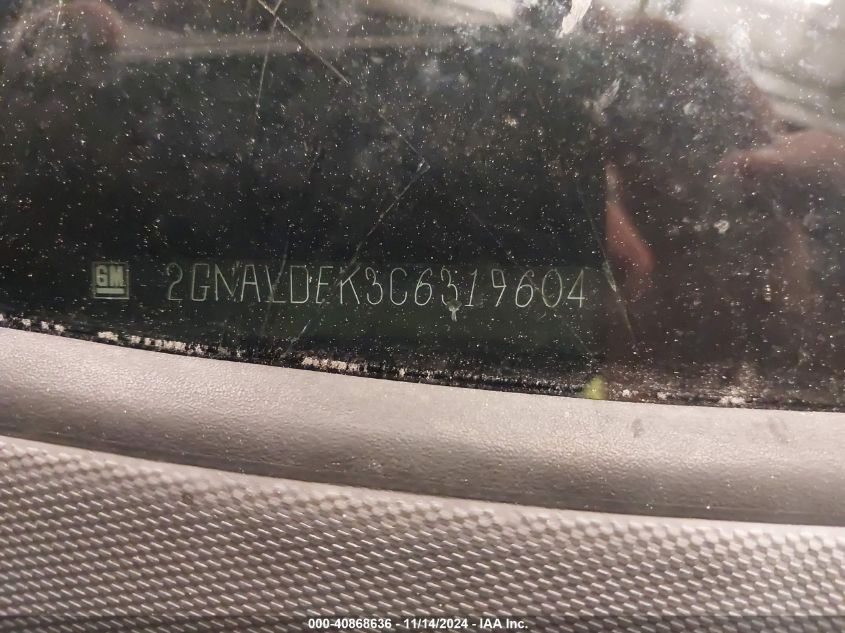 GM 2GNALDEK3C6319604
000-40868636 - 11/14/2024 - IAA Inc.